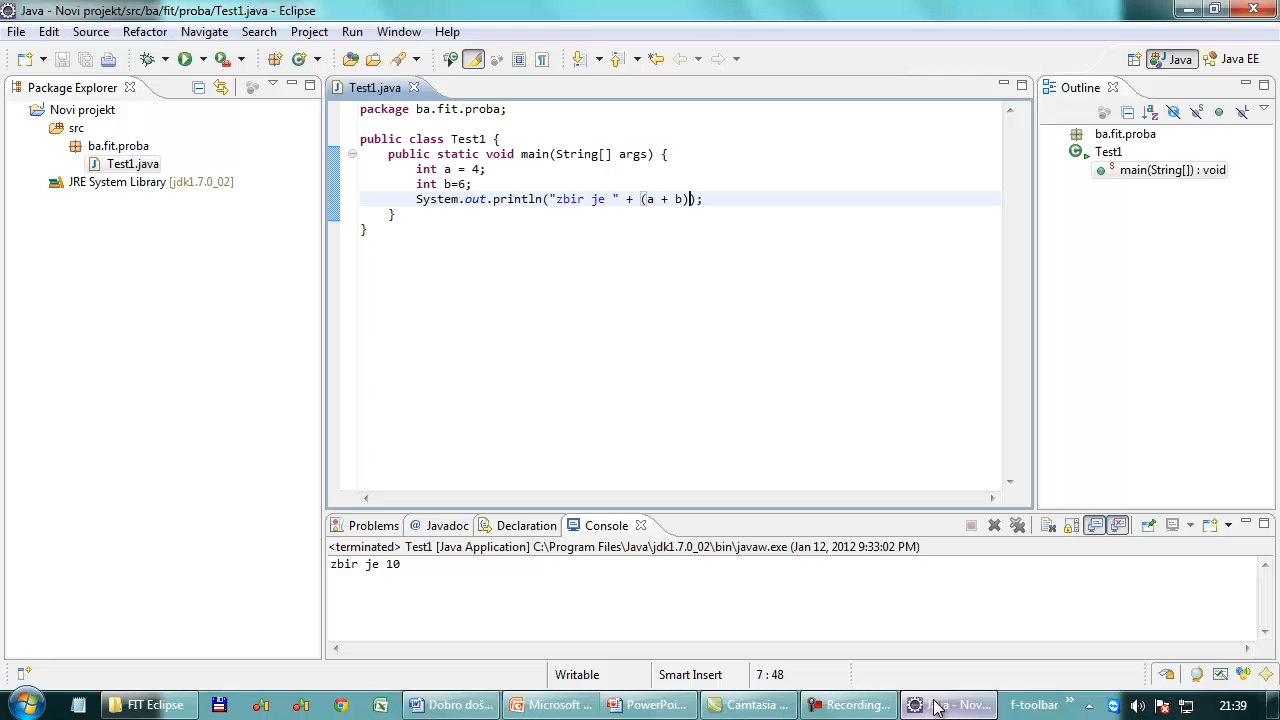 Java - Novi projekt/src/ba/fit/proba/Test1.java - Eclipse
File Edit Source Refactor Navigate Search Project Run Window Help
Java Java EE
Package Explorer
Novi projekt
src
ba.fit.proba
Test1.java
JRE System Library [jdk1.7.0_02]
Test1.java
package ba.fit.proba;
public class Test1 {
public static void main(String[] args) {
int a = 4;
int b=6;
System.out.println("zbir je " + (a + b));
}
}
Outline
ba.fit.proba
Test1
main(String[]) : void
Problems @ Javadoc Declaration Console
<terminated> Test1 [Java Application] C:\Program Files\Java\jdk1.7.0_02\bin\javaw.exe (Jan 12, 2012 9:33:02 PM)
zbir je 10
Writable Smart Insert 7 : 48
FIT Eclipse Dobro doš... Microsoft ... PowerPoi... Camtasia ... Recording... - Nov... f-toolbar » 21:39